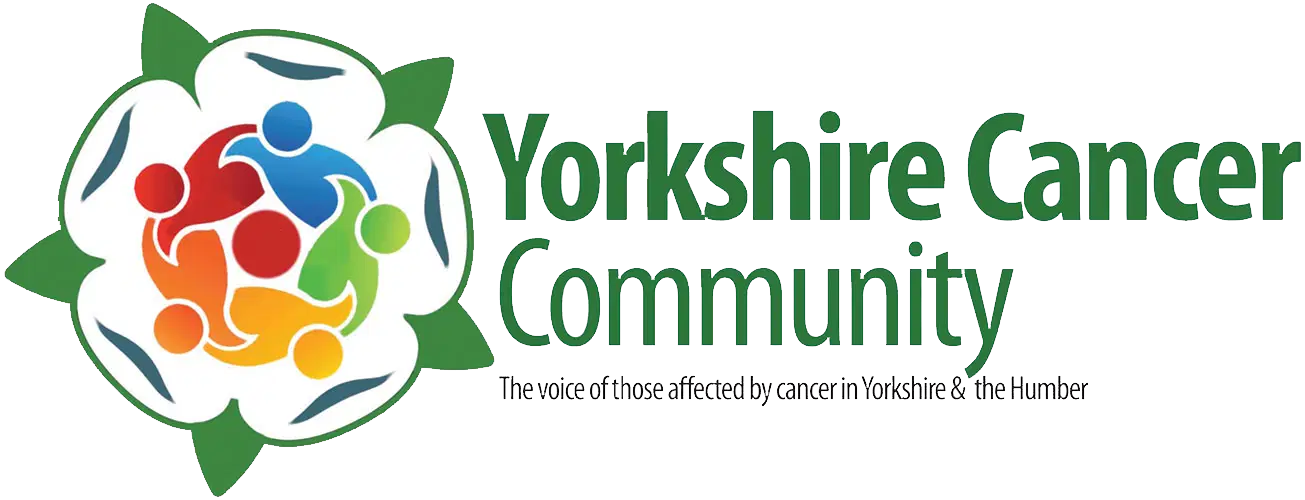 Yorkshire Cancer
Community
The voice of those affected by cancer in Yorkshire & the Humber